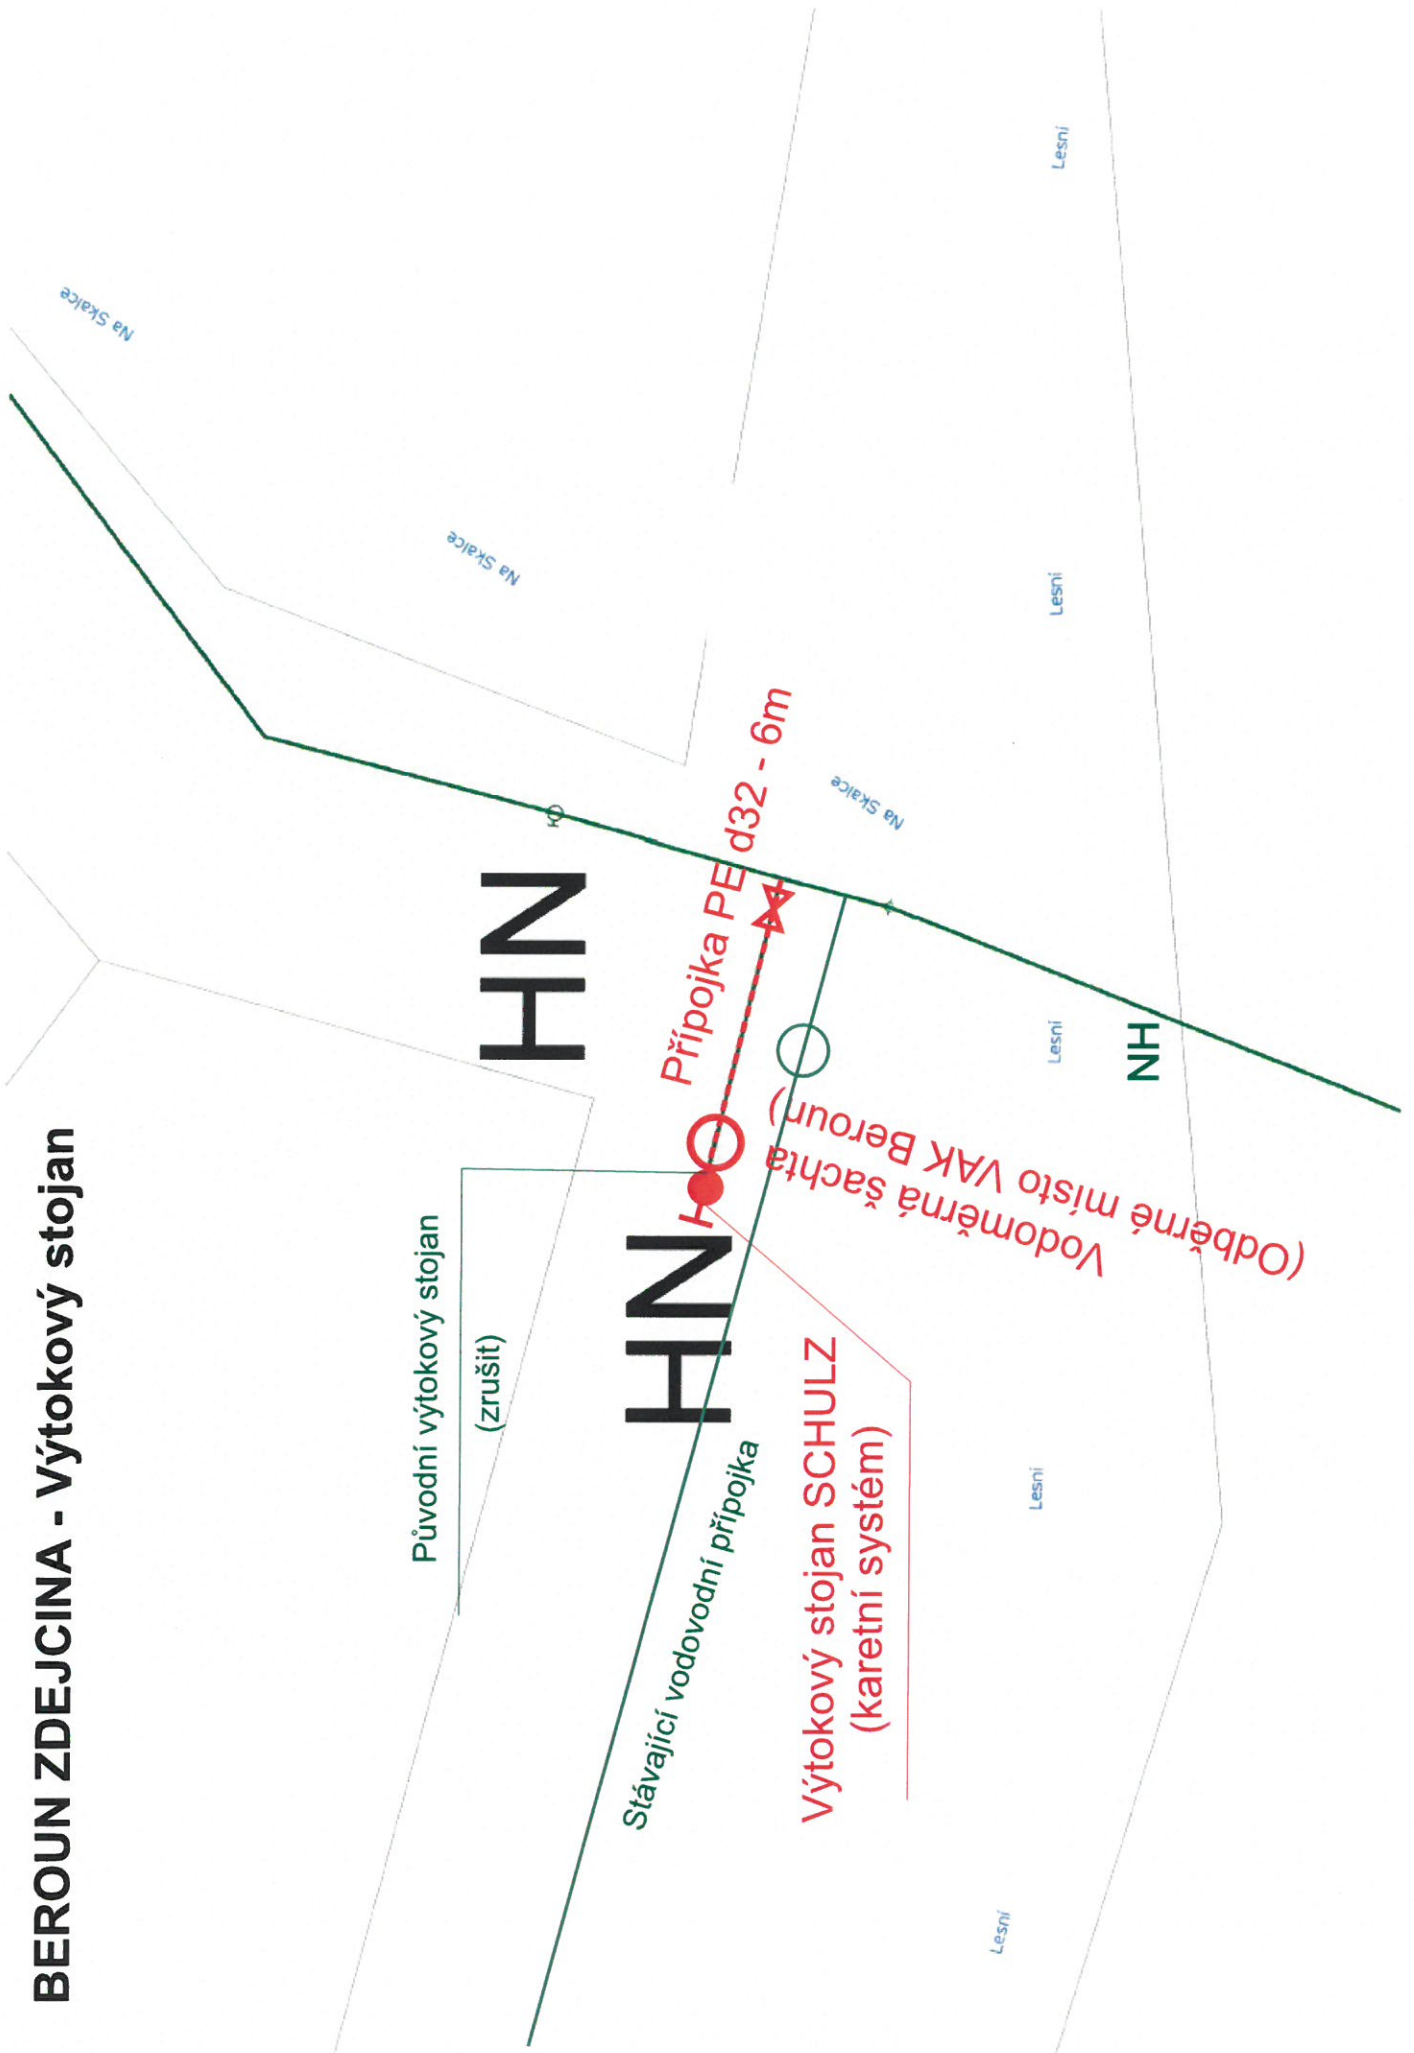 BEROUN ZDEJCINA - Výtokový stojan
Na Skalce
Na Skalce
Na Skalce
Původní výtokový stojan
(zrušit)
HN
HN
Přípojka PE d32 - 6m
Stávající vodovodní přípojka
Vodoměrná šachta
(Odběrné místo VAK Beroun)
Výtokový stojan SCHULZ
(karetní systém)
HN
Lesní
Lesní
Lesní
Lesní
Lesní
H
H